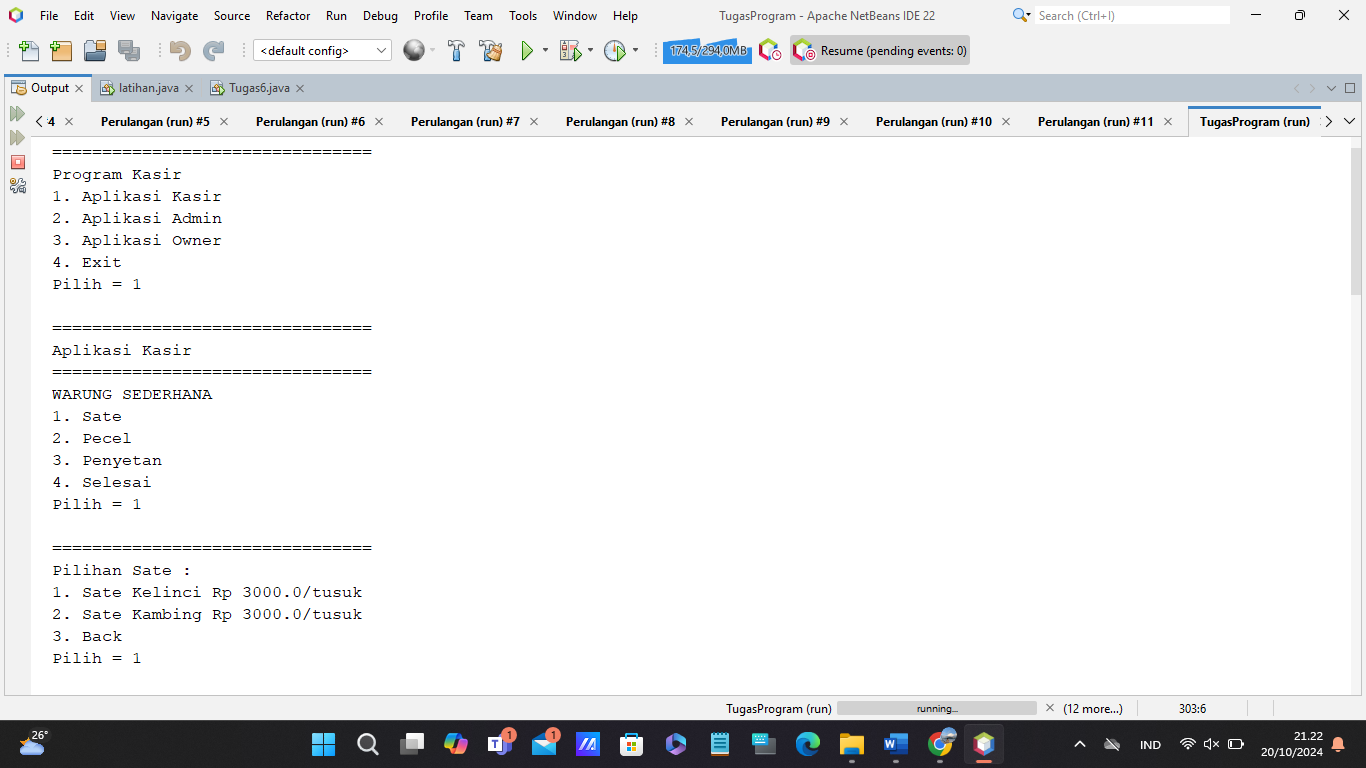 File Edit View Navigate Source Refactor Run Debug Profile Team Tools Window Help TugasProgram - Apache NetBeans IDE 22 Search (Ctrl+I)
<default config> 174,5/294,0MB Resume (pending events: 0)
Output latihan.java Tugas6.java
:4 Perulangan (run) #5 Perulangan (run) #6 Perulangan (run) #7 Perulangan (run) #8 Perulangan (run) #9 Perulangan (run) #10 Perulangan (run) #11 TugasProgram (run)
================================
Program Kasir
1. Aplikasi Kasir
2. Aplikasi Admin
3. Aplikasi Owner
4. Exit
Pilih = 1
================================
Aplikasi Kasir
================================
WARUNG SEDERHANA
1. Sate
2. Pecel
3. Penyetan
4. Selesai
Pilih = 1
================================
Pilihan Sate :
1. Sate Kelinci Rp 3000.0/tusuk
2. Sate Kambing Rp 3000.0/tusuk
3. Back
Pilih = 1
TugasProgram (run) running... (12 more...) 303:6
26° 1 1 IND 21.22
20/10/2024